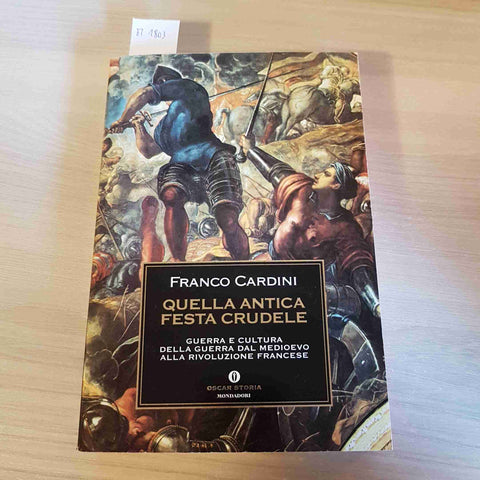 ET 1803
FRANCO CARDINI
QUELLA ANTICA
FESTA CRUDELE
GUERRA E CULTURA
DELLA GUERRA DAL MEDIOEVO
ALLA RIVOLUZIONE FRANCESE
OSCAR STORIA
MONDADORI